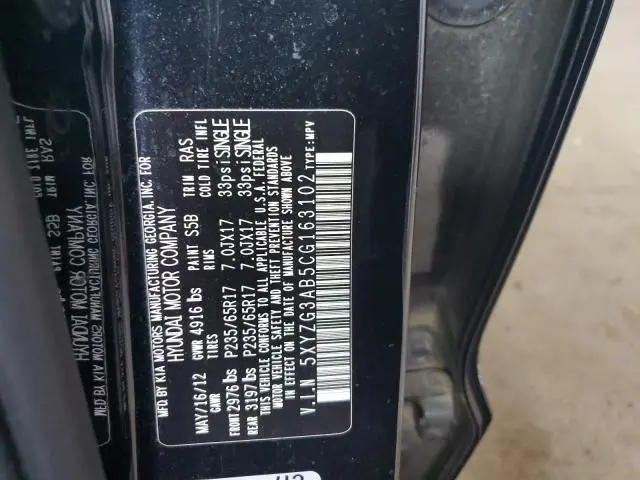 MFD BY KIA MOTORS MANUFACTURING GEORGIA, INC. FOR
HYUNDAI MOTOR COMPANY
MAY/16/12 GVWR 4916 lbs PAINT S5B TRIM RAS
GAWR TIRES RIMS COLD TIRE INFL
FRONT 2976 lbs P235/65R17 7.0JX17 33psi SINGLE
REAR 3197 lbs P235/65R17 7.0JX17 33psi SINGLE
THIS VEHICLE CONFORMS TO ALL APPLICABLE U.S.A. FEDERAL
MOTOR VEHICLE SAFETY AND THEFT PREVENTION STANDARDS
IN EFFECT ON THE DATE OF MANUFACTURING SHOWN ABOVE
V.I.N 5XYZG3AB5CG163102 TYPE:MPV